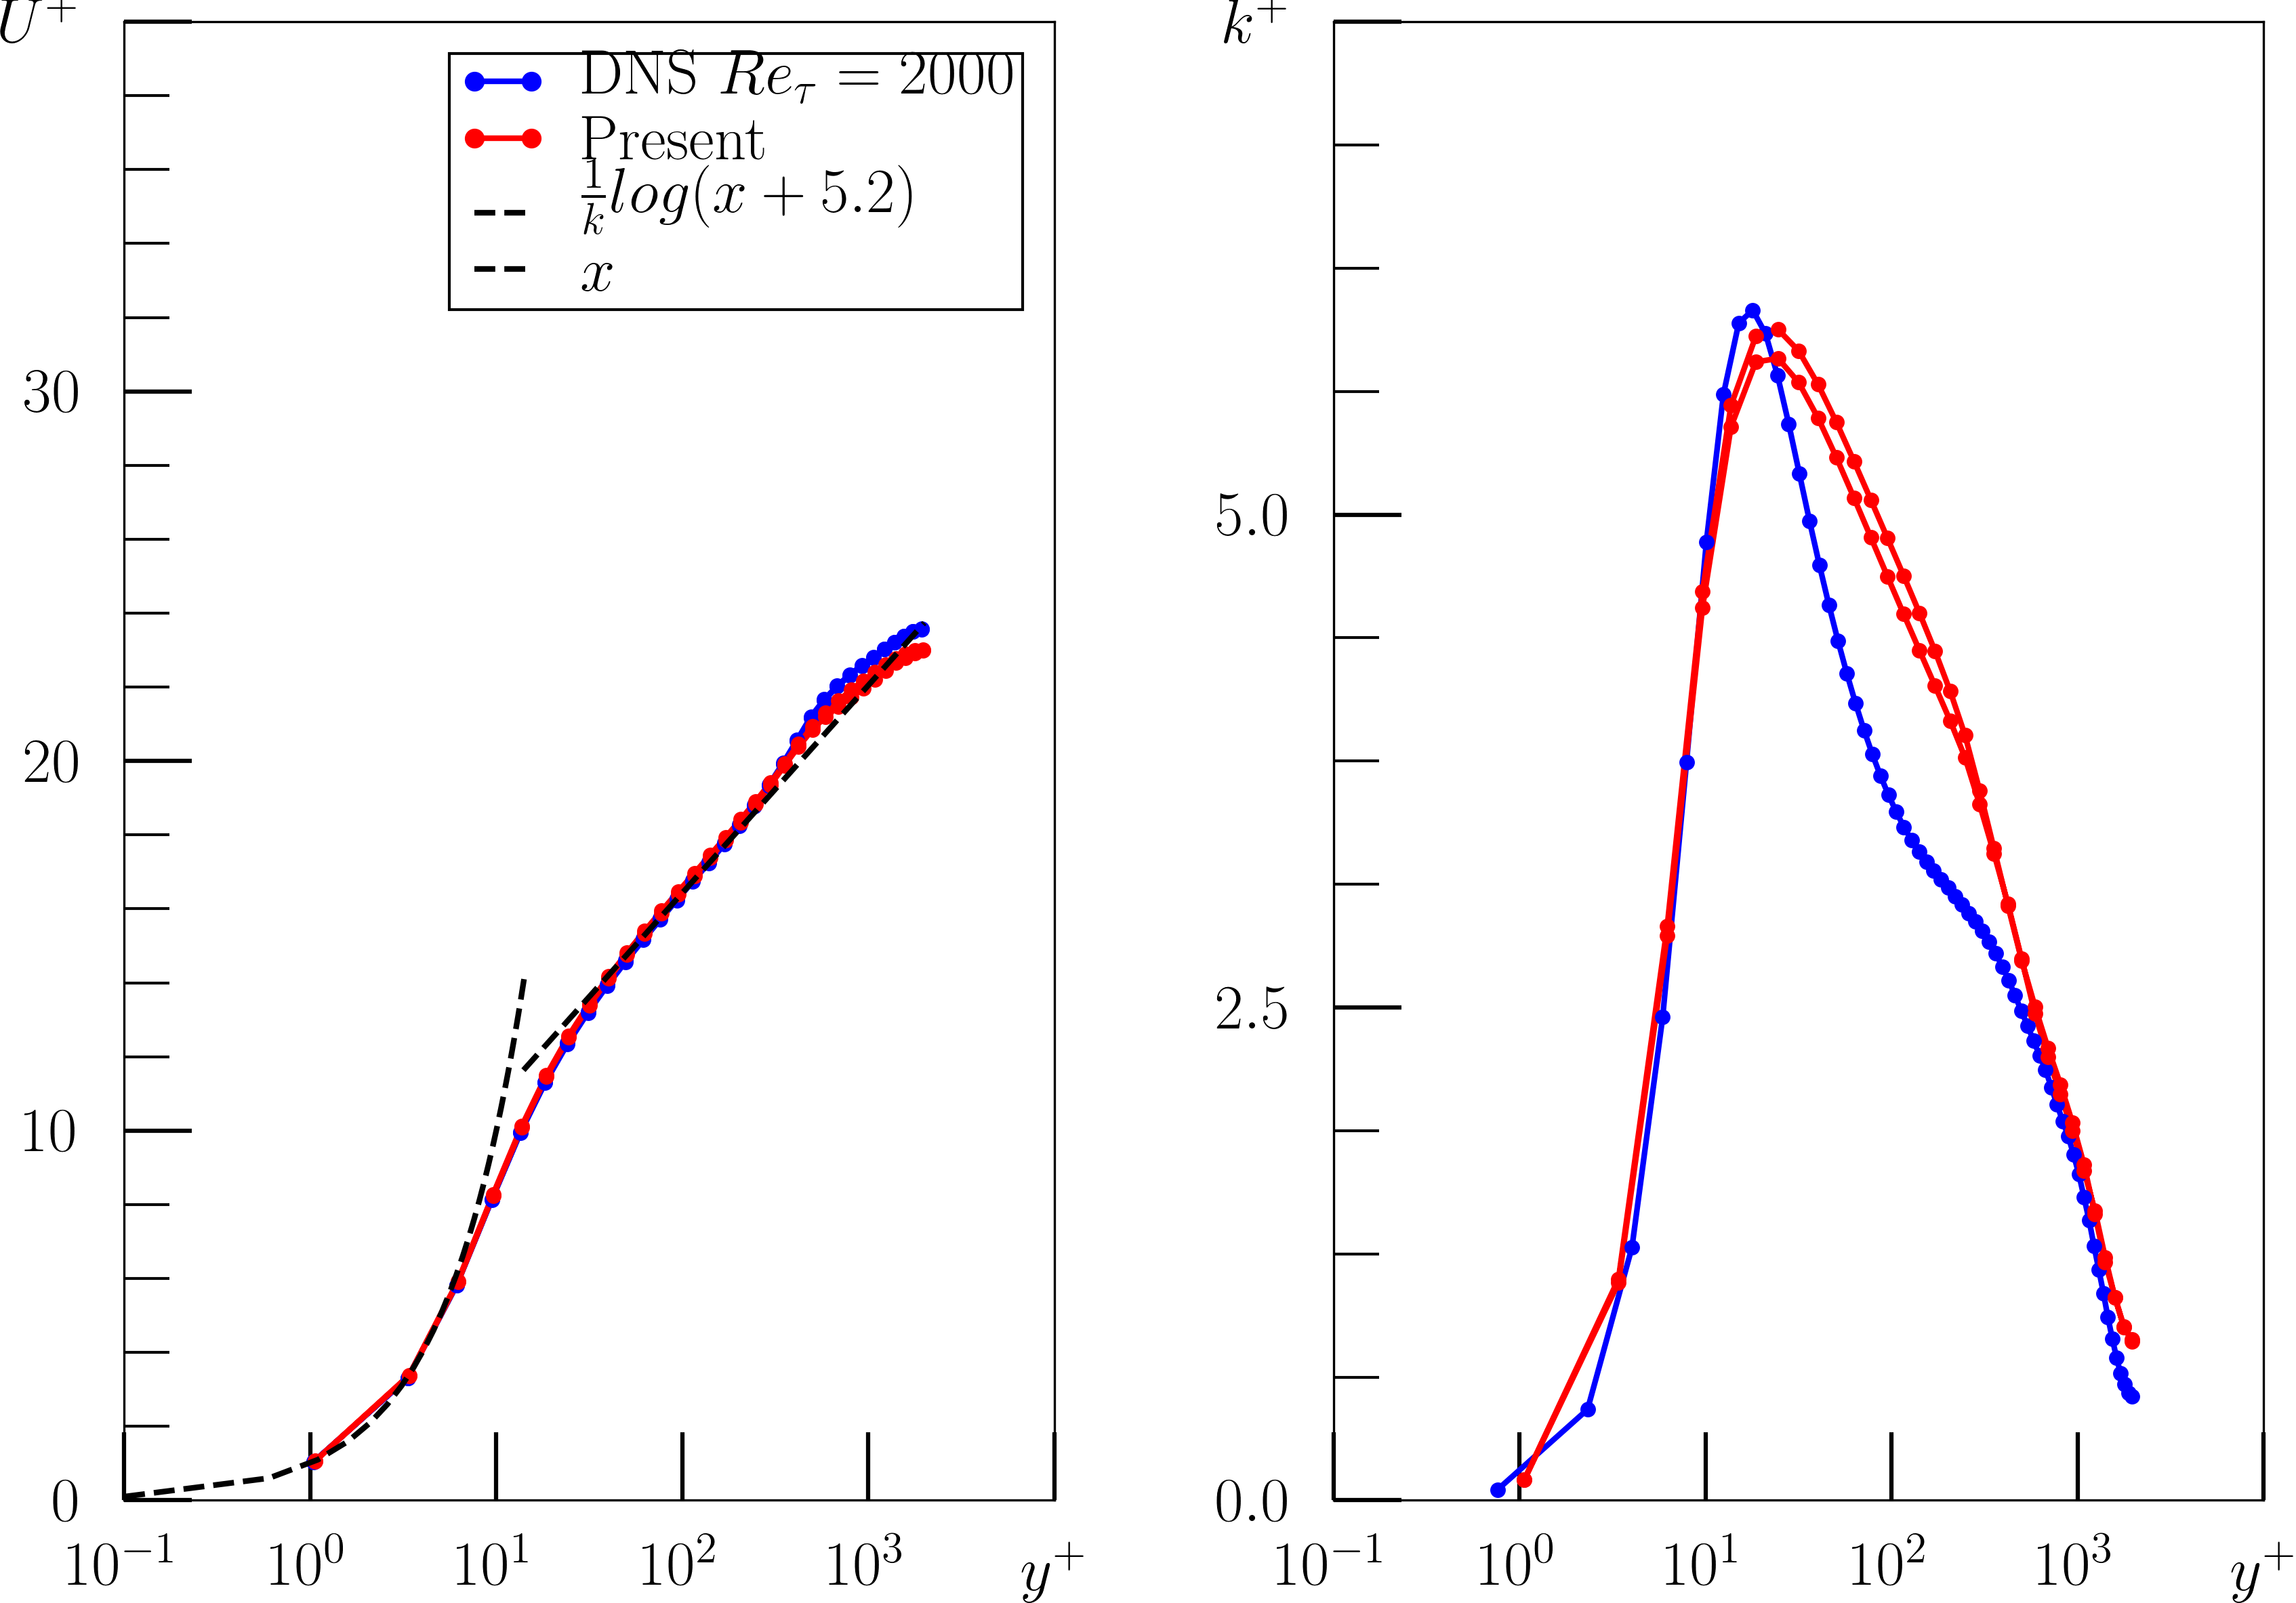 U⁺
DNS Re_τ = 2000
Present
1/k log(x + 5.2)
x
30
20
10
0
10⁻¹ 10⁰ 10¹ 10² 10³ y⁺
k⁺
5.0
2.5
0.0
10⁻¹ 10⁰ 10¹ 10² 10³ y⁺